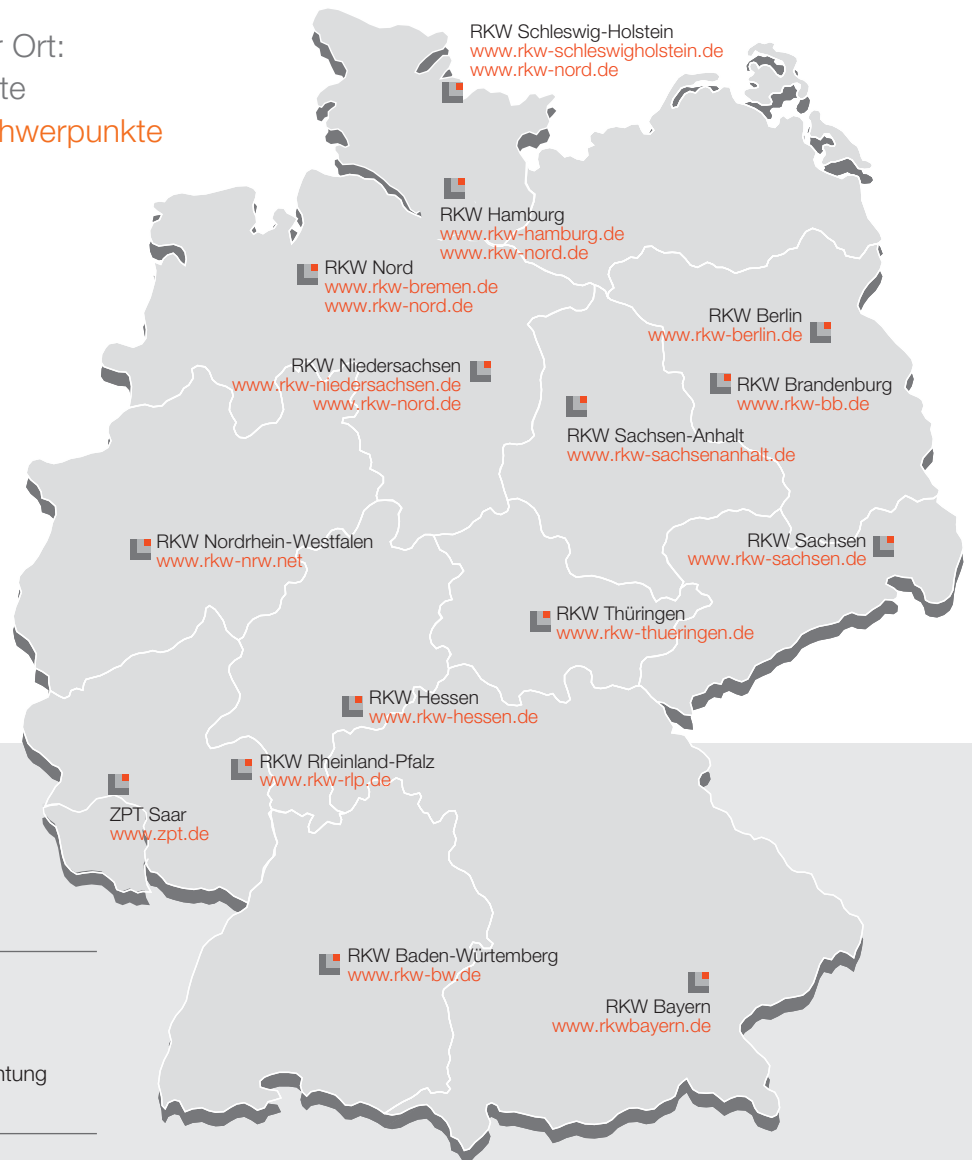 r Ort:
te
hwerpunkte
RKW Schleswig-Holstein
www.rkw-schleswigholstein.de
www.rkw-nord.de
RKW Hamburg
www.rkw-hamburg.de
www.rkw-nord.de
RKW Nord
www.rkw-bremen.de
www.rkw-nord.de
RKW Berlin
www.rkw-berlin.de
RKW Niedersachsen
www.rkw-niedersachsen.de
www.rkw-nord.de
RKW Brandenburg
www.rkw-bb.de
RKW Sachsen-Anhalt
www.rkw-sachsenanhalt.de
RKW Nordrhein-Westfalen
www.rkw-nrw.net
RKW Sachsen
www.rkw-sachsen.de
RKW Thüringen
www.rkw-thueringen.de
RKW Hessen
www.rkw-hessen.de
RKW Rheinland-Pfalz
www.rkw-rlp.de
ZPT Saar
www.zpt.de
RKW Baden-Würtemberg
www.rkw-bw.de
RKW Bayern
www.rkwbayern.de
htung